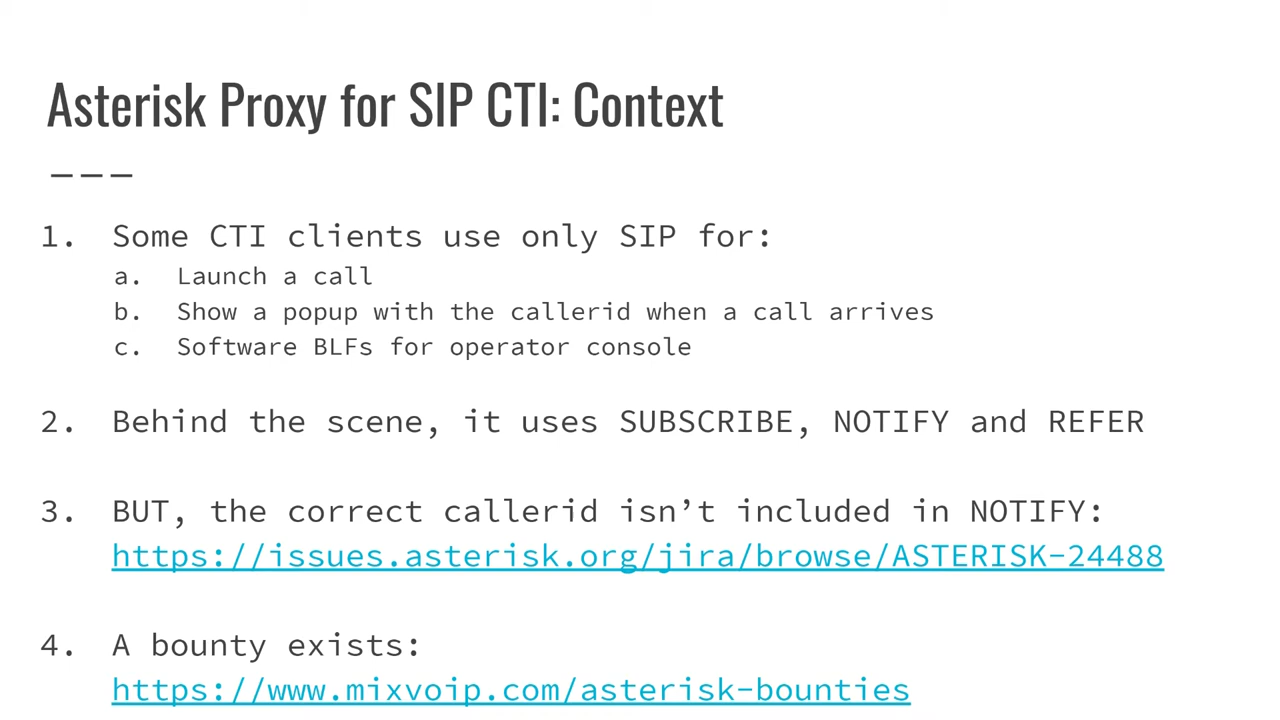 Asterisk Proxy for SIP CTI: Context
1. Some CTI clients use only SIP for:
a. Launch a call
b. Show a popup with the callerid when a call arrives
c. Software BLFs for operator console
2. Behind the scene, it uses SUBSCRIBE, NOTIFY and REFER
3. BUT, the correct callerid isn’t included in NOTIFY:
https://issues.asterisk.org/jira/browse/ASTERISK-24488
4. A bounty exists:
https://www.mixvoip.com/asterisk-bounties